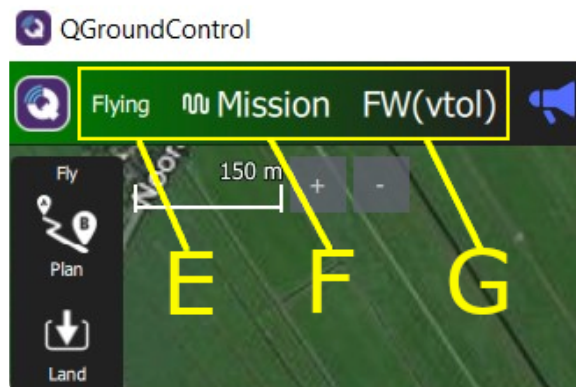 QGroundControl
Flying Mission FW(vtol)
Fly
150 m + -
Plan
E F G
Land